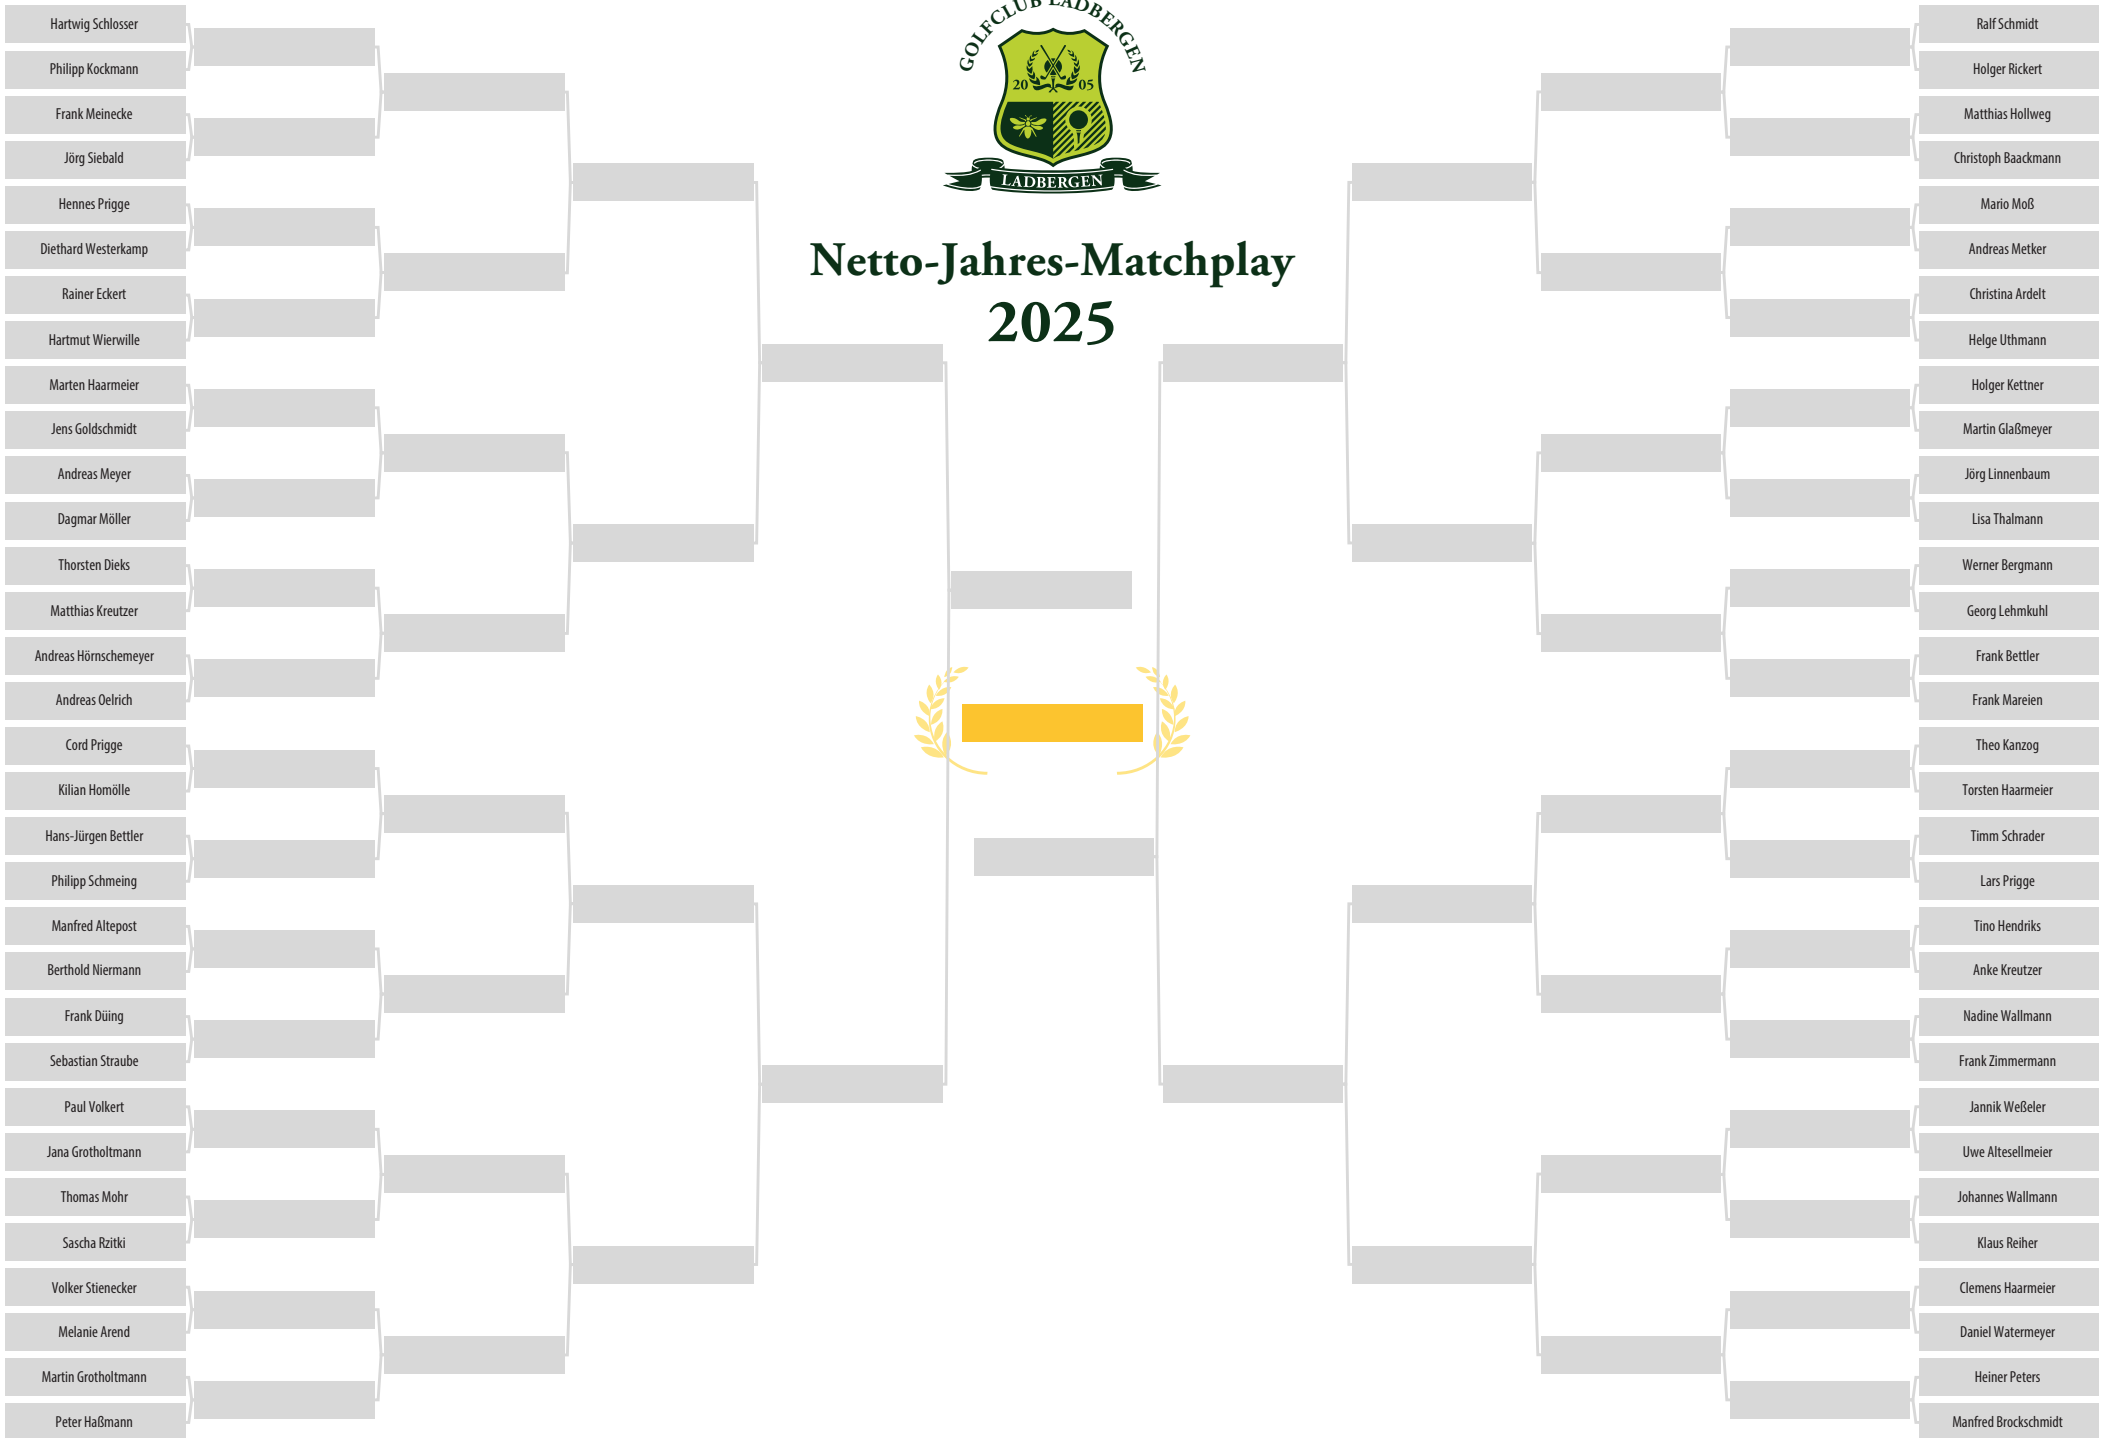 GOLFCLUB LADBERGEN
20 05
LADBERGEN
Netto-Jahres-Matchplay
2025
Hartwig Schlosser
Philipp Kockmann
Frank Meinecke
Jörg Siebald
Hennes Prigge
Diethard Westerkamp
Rainer Eckert
Hartmut Wierwille
Marten Haarmeier
Jens Goldschmidt
Andreas Meyer
Dagmar Möller
Thorsten Dieks
Matthias Kreutzer
Andreas Hörnschemeyer
Andreas Oelrich
Cord Prigge
Kilian Homölle
Hans-Jürgen Bettler
Philipp Schmeing
Manfred Altepost
Berthold Niermann
Frank Düing
Sebastian Straube
Paul Volkert
Jana Grotholtmann
Thomas Mohr
Sascha Rzitki
Volker Stienecker
Melanie Arend
Martin Grotholtmann
Peter Haßmann
Ralf Schmidt
Holger Rickert
Matthias Hollweg
Christoph Baackmann
Mario Moß
Andreas Metker
Christina Ardelt
Helge Uthmann
Holger Kettner
Martin Glaßmeyer
Jörg Linnenbaum
Lisa Thalmann
Werner Bergmann
Georg Lehmkuhl
Frank Bettler
Frank Mareien
Theo Kanzog
Torsten Haarmeier
Timm Schrader
Lars Prigge
Tino Hendriks
Anke Kreutzer
Nadine Wallmann
Frank Zimmermann
Jannik Weßeler
Uwe Altesellmeier
Johannes Wallmann
Klaus Reiher
Clemens Haarmeier
Daniel Watermeyer
Heiner Peters
Manfred Brockschmidt